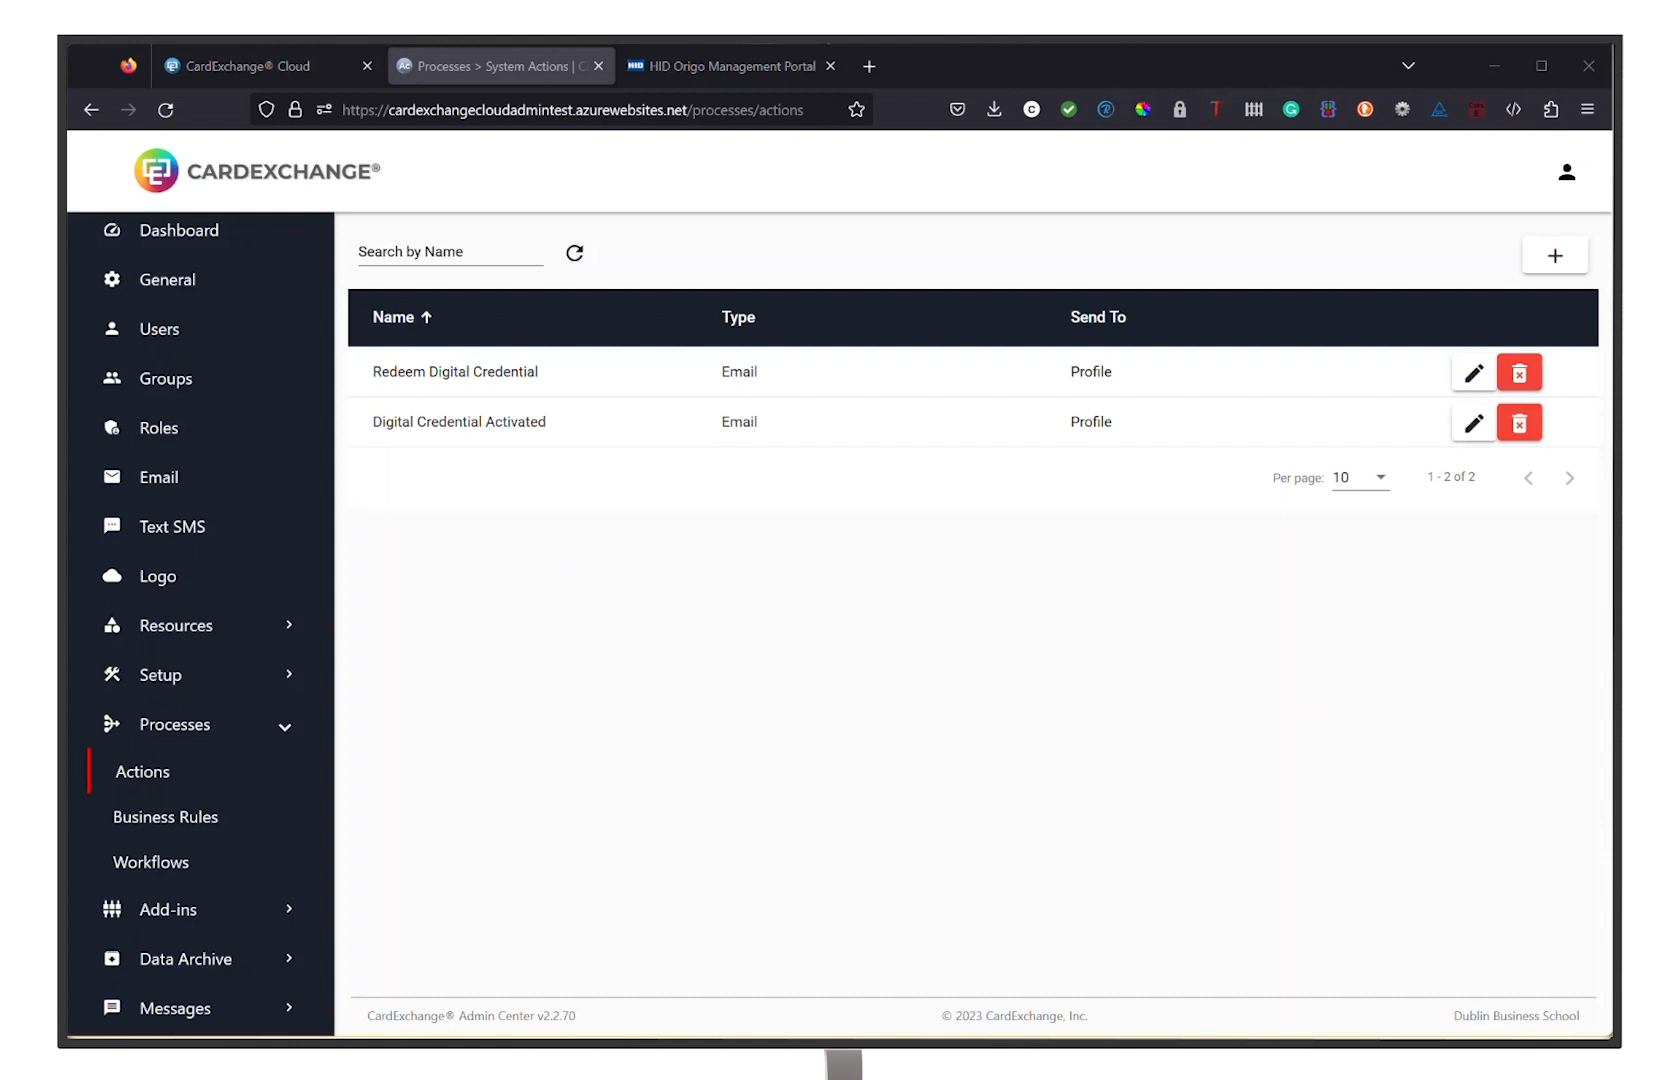 CardExchange® Cloud
Processes > System Actions | C
HID HID Origo Management Portal
https://cardexchangecloudadmintest.azurewebsites.net/processes/actions
CARDEXCHANGE®
Dashboard
General
Users
Groups
Roles
Email
Text SMS
Logo
Resources
Setup
Processes
Actions
Business Rules
Workflows
Add-ins
Data Archive
Messages
Search by Name
Name Type Send To
Redeem Digital Credential Email Profile
Digital Credential Activated Email Profile
Per page: 10 1 - 2 of 2
CardExchange® Admin Center v2.2.70 © 2023 CardExchange, Inc. Dublin Business School